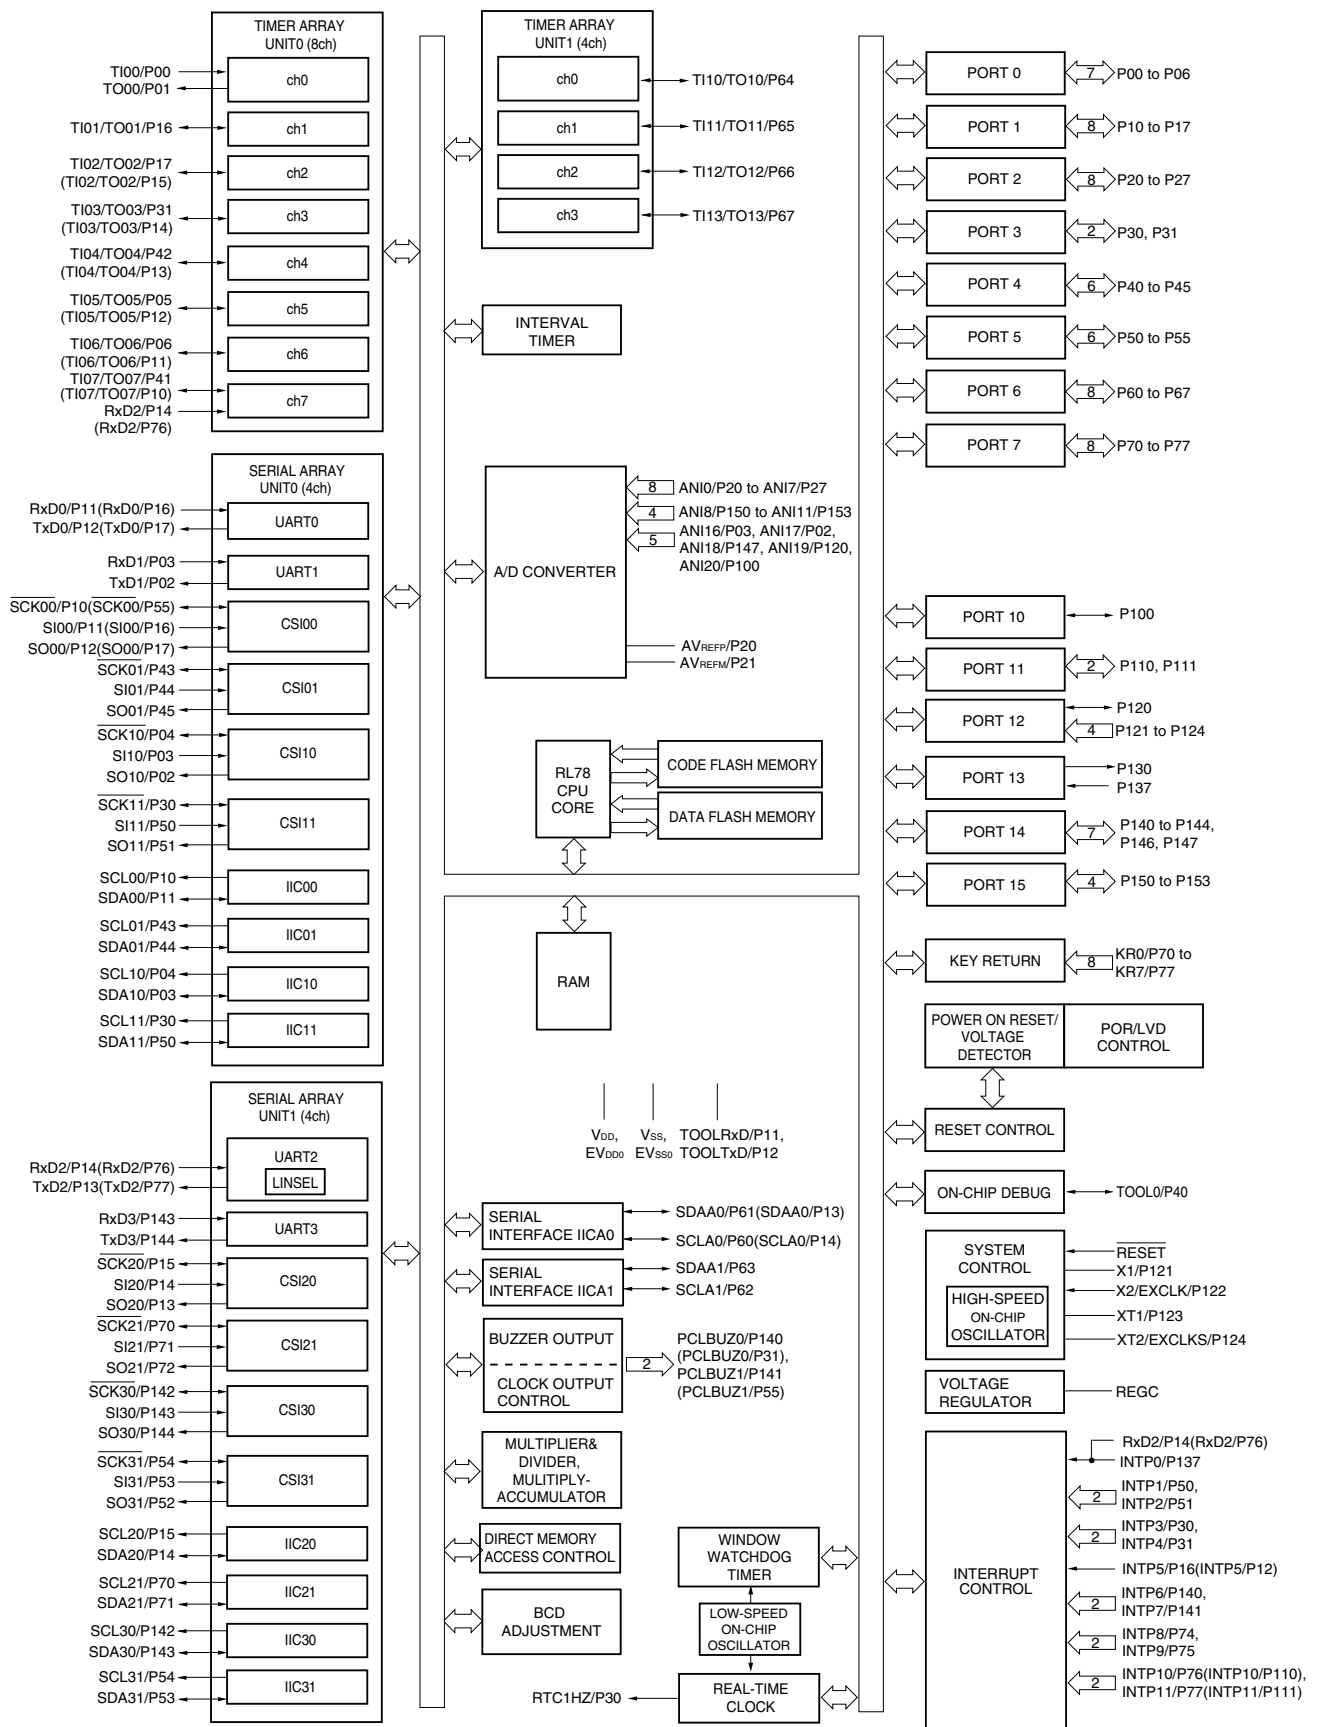 TIMER ARRAY
UNIT0 (8ch)
TI00/P00
TO00/P01
ch0
TI01/TO01/P16
ch1
TI02/TO02/P17
(TI02/TO02/P15)
ch2
TI03/TO03/P31
(TI03/TO03/P14)
ch3
TI04/TO04/P42
(TI04/TO04/P13)
ch4
TI05/TO05/P05
(TI05/TO05/P12)
ch5
TI06/TO06/P06
(TI06/TO06/P11)
ch6
TI07/TO07/P41
(TI07/TO07/P10)
RxD2/P14
(RxD2/P76)
ch7
SERIAL ARRAY
UNIT0 (4ch)
RxD0/P11(RxD0/P16)
TxD0/P12(TxD0/P17)
UART0
RxD1/P03
TxD1/P02
UART1
SCK00/P10(SCK00/P55)
SI00/P11(SI00/P16)
SO00/P12(SO00/P17)
CSI00
SCK01/P43
SI01/P44
SO01/P45
CSI01
SCK10/P04
SI10/P03
SO10/P02
CSI10
SCK11/P30
SI11/P50
SO11/P51
CSI11
SCL00/P10
SDA00/P11
IIC00
SCL01/P43
SDA01/P44
IIC01
SCL10/P04
SDA10/P03
IIC10
SCL11/P30
SDA11/P50
IIC11
SERIAL ARRAY
UNIT1 (4ch)
RxD2/P14(RxD2/P76)
TxD2/P13(TxD2/P77)
UART2
LINSEL
RxD3/P143
TxD3/P144
UART3
SCK20/P15
SI20/P14
SO20/P13
CSI20
SCK21/P70
SI21/P71
SO21/P72
CSI21
SCK30/P142
SI30/P143
SO30/P144
CSI30
SCK31/P54
SI31/P53
SO31/P52
CSI31
SCL20/P15
SDA20/P14
IIC20
SCL21/P70
SDA21/P71
IIC21
SCL30/P142
SDA30/P143
IIC30
SCL31/P54
SDA31/P53
IIC31
TIMER ARRAY
UNIT1 (4ch)
ch0
TI10/TO10/P64
ch1
TI11/TO11/P65
ch2
TI12/TO12/P66
ch3
TI13/TO13/P67
INTERVAL
TIMER
A/D CONVERTER
8
ANI0/P20 to ANI7/P27
4
ANI8/P150 to ANI11/P153
5
ANI16/P03, ANI17/P02,
ANI18/P147, ANI19/P120,
ANI20/P100
AVREFP/P20
AVREFM/P21
RL78
CPU
CORE
CODE FLASH MEMORY
DATA FLASH MEMORY
RAM
VDD,
EVDD0
VSS,
EVSS0
TOOLRxD/P11,
TOOLTxD/P12
SERIAL
INTERFACE IICA0
SDAA0/P61(SDAA0/P13)
SCLA0/P60(SCLA0/P14)
SERIAL
INTERFACE IICA1
SDAA1/P63
SCLA1/P62
BUZZER OUTPUT
CLOCK OUTPUT
CONTROL
2
PCLBUZ0/P140
(PCLBUZ0/P31),
PCLBUZ1/P141
(PCLBUZ1/P55)
MULTIPLIER&
DIVIDER,
MULITIPLY-
ACCUMULATOR
DIRECT MEMORY
ACCESS CONTROL
BCD
ADJUSTMENT
WINDOW
WATCHDOG
TIMER
LOW-SPEED
ON-CHIP
OSCILLATOR
REAL-TIME
CLOCK
RTC1HZ/P30
PORT 0
7
P00 to P06
PORT 1
8
P10 to P17
PORT 2
8
P20 to P27
PORT 3
2
P30, P31
PORT 4
6
P40 to P45
PORT 5
6
P50 to P55
PORT 6
8
P60 to P67
PORT 7
8
P70 to P77
PORT 10
P100
PORT 11
2
P110, P111
PORT 12
P120
4
P121 to P124
PORT 13
P130
P137
PORT 14
7
P140 to P144,
P146, P147
PORT 15
4
P150 to P153
KEY RETURN
8
KR0/P70 to
KR7/P77
POWER ON RESET/
VOLTAGE
DETECTOR
POR/LVD
CONTROL
RESET CONTROL
ON-CHIP DEBUG
TOOL0/P40
SYSTEM
CONTROL
HIGH-SPEED
ON-CHIP
OSCILLATOR
RESET
X1/P121
X2/EXCLK/P122
XT1/P123
XT2/EXCLKS/P124
VOLTAGE
REGULATOR
REGC
INTERRUPT
CONTROL
RxD2/P14(RxD2/P76)
INTP0/P137
2
INTP1/P50,
INTP2/P51
2
INTP3/P30,
INTP4/P31
INTP5/P16(INTP5/P12)
2
INTP6/P140,
INTP7/P141
2
INTP8/P74,
INTP9/P75
2
INTP10/P76(INTP10/P110),
INTP11/P77(INTP11/P111)